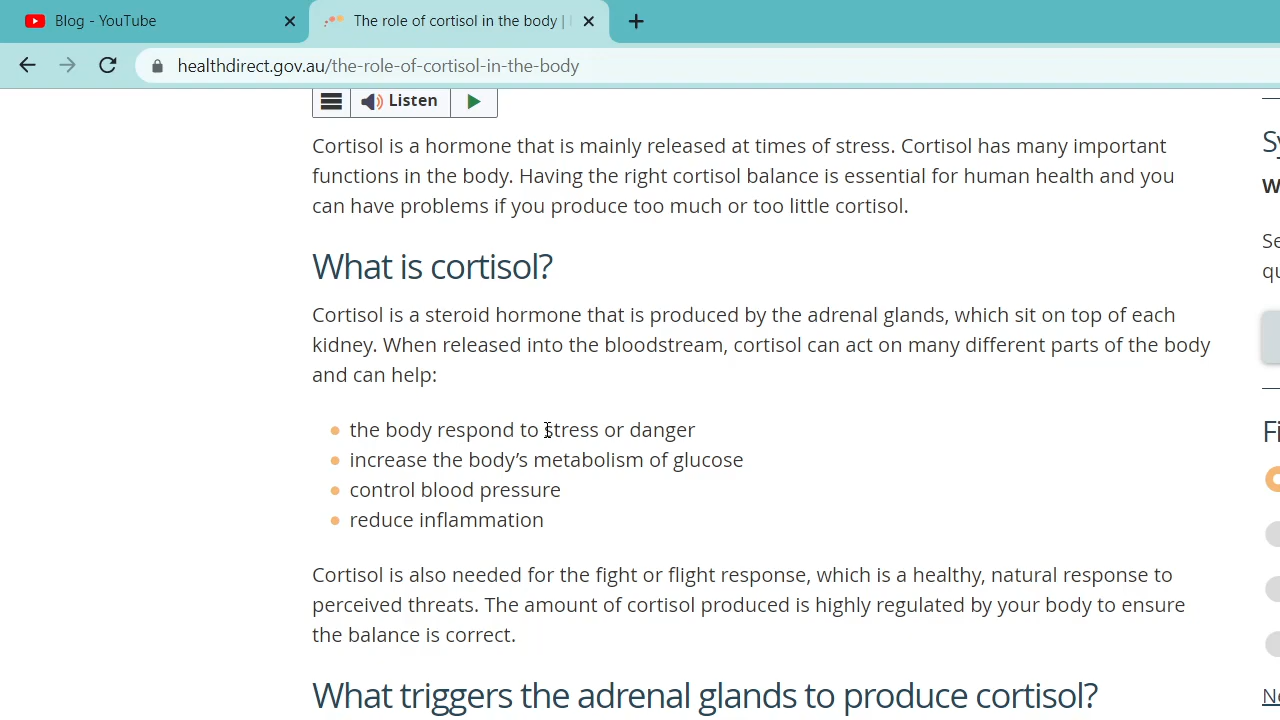 Blog - YouTube
The role of cortisol in the body |
healthdirect.gov.au/the-role-of-cortisol-in-the-body
Listen
Cortisol is a hormone that is mainly released at times of stress. Cortisol has many important
functions in the body. Having the right cortisol balance is essential for human health and you
can have problems if you produce too much or too little cortisol.
What is cortisol?
Cortisol is a steroid hormone that is produced by the adrenal glands, which sit on top of each
kidney. When released into the bloodstream, cortisol can act on many different parts of the body
and can help:
the body respond to stress or danger
increase the body’s metabolism of glucose
control blood pressure
reduce inflammation
Cortisol is also needed for the fight or flight response, which is a healthy, natural response to
perceived threats. The amount of cortisol produced is highly regulated by your body to ensure
the balance is correct.
What triggers the adrenal glands to produce cortisol?